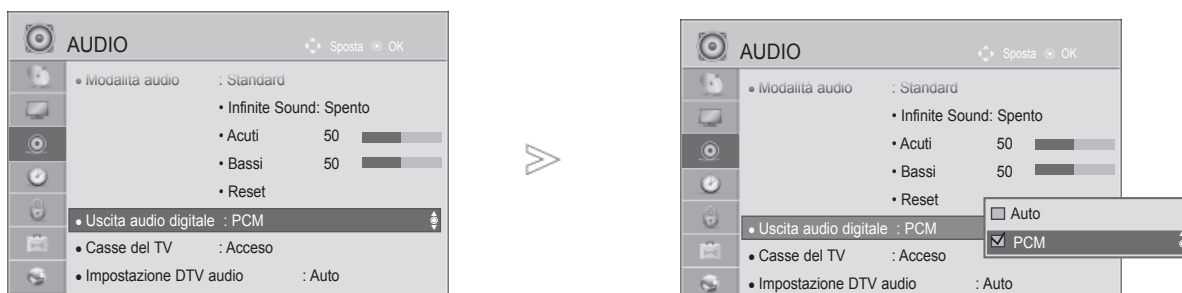 AUDIO
Sposta OK
• Modalità audio : Standard
• Infinite Sound: Spento
• Acuti 50
• Bassi 50
• Reset
• Uscita audio digitale : PCM
• Casse del TV : Acceso
• Impostazione DTV audio : Auto
AUDIO
Sposta OK
• Modalità audio : Standard
• Infinite Sound: Spento
• Acuti 50
• Bassi 50
• Reset
• Uscita audio digitale : PCM
Auto
PCM
• Casse del TV : Acceso
• Impostazione DTV audio : Auto